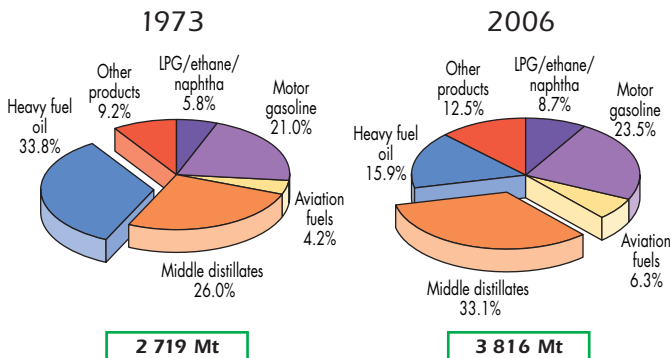 1973
LPG/ethane/
naphtha
5.8%
Other
products
9.2%
Motor
gasoline
21.0%
Heavy fuel
oil
33.8%
Aviation
fuels
4.2%
Middle distillates
26.0%
2 719 Mt
2006
LPG/ethane/
naphtha
8.7%
Other
products
12.5%
Motor
gasoline
23.5%
Heavy fuel
oil
15.9%
Aviation
fuels
6.3%
Middle distillates
33.1%
3 816 Mt